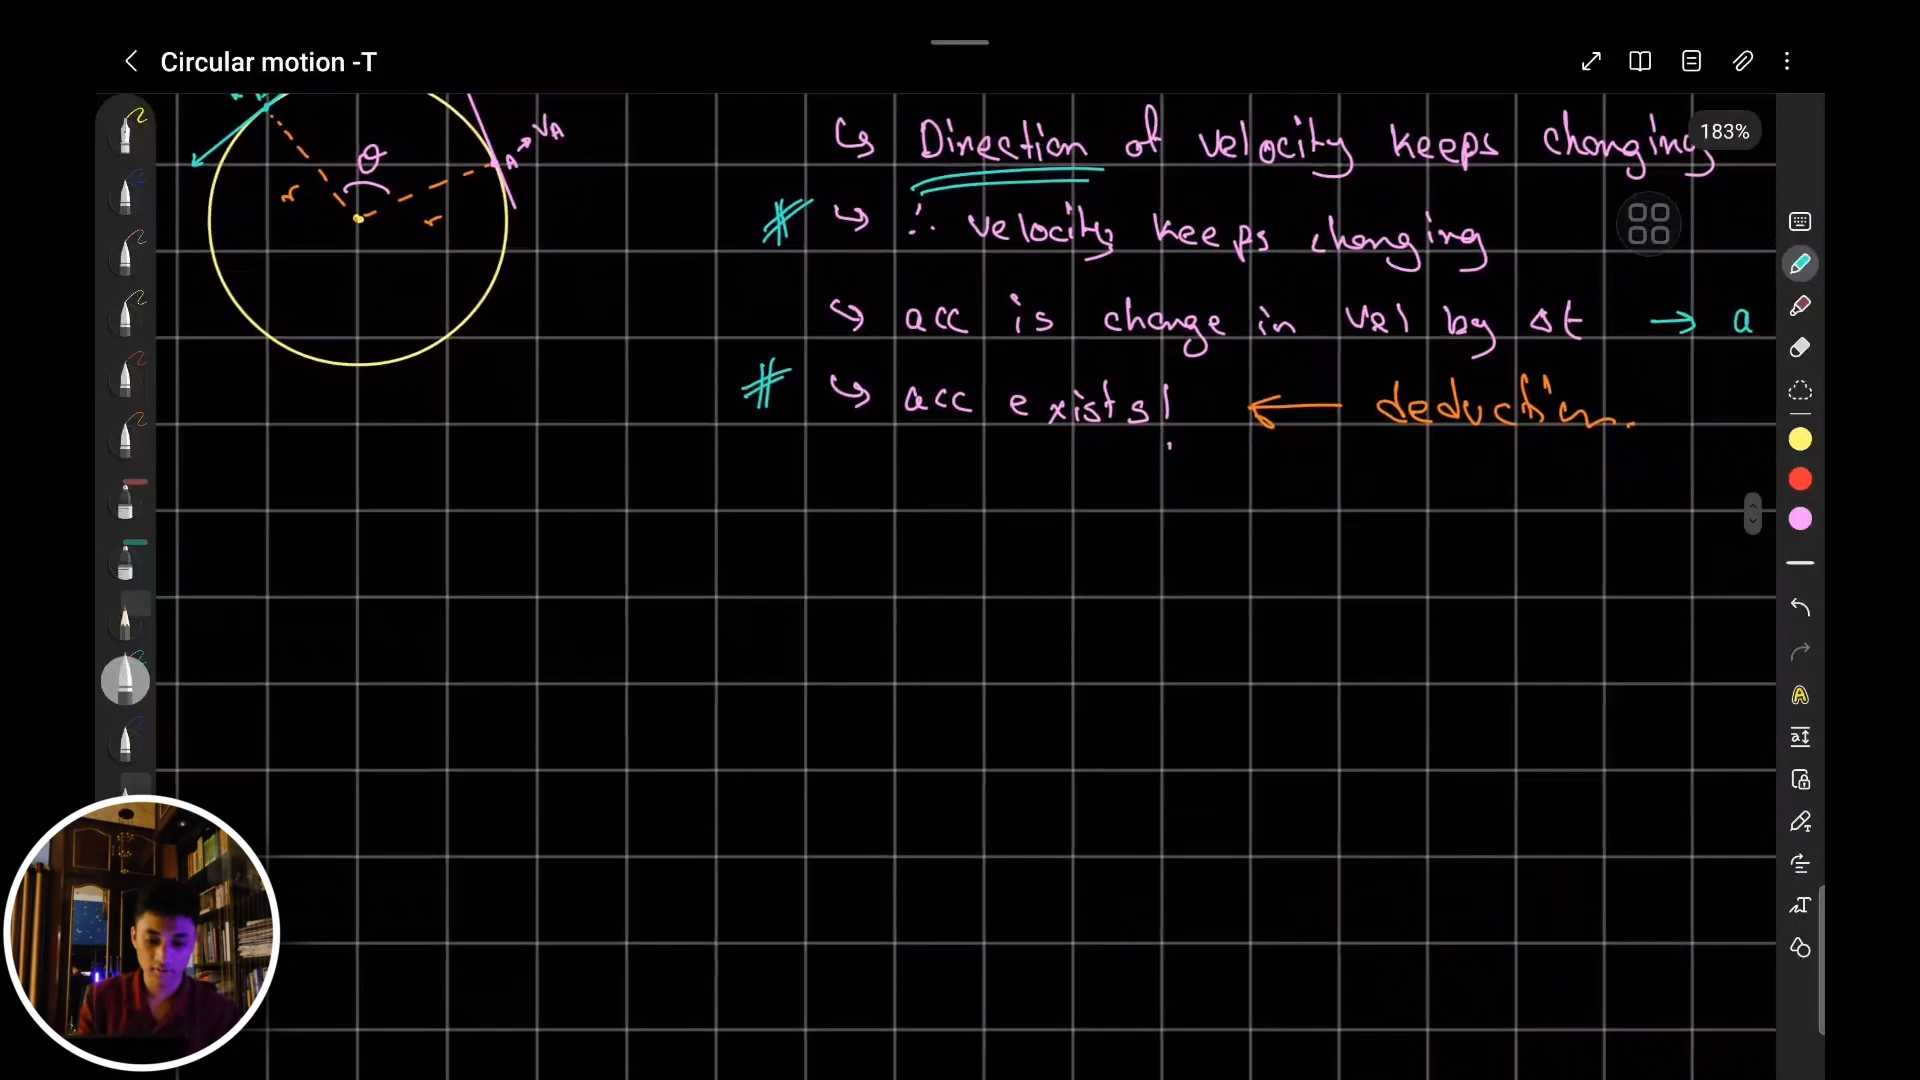 Circular motion -T
183%
↳ Direction of velocity keeps changing
θ
A → VA
r
r
# ↳ ∴ velocity keeps changing
↳ acc is change in vel by Δt → a
# ↳ acc exists! ← deduction.